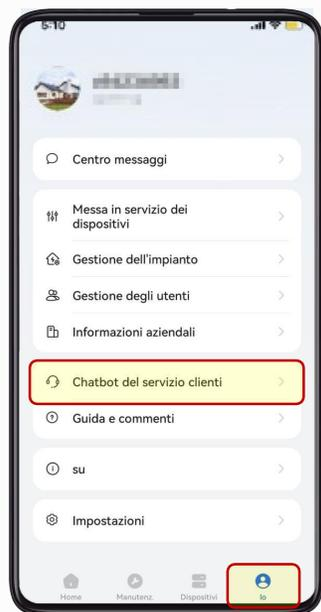 5:10
Centro messaggi
Messa in servizio dei
dispositivi
Gestione dell'impianto
Gestione degli utenti
Informazioni aziendali
Chatbot del servizio clienti
Guida e commenti
su
Impostazioni
Home Manutenz. Dispositivi Io